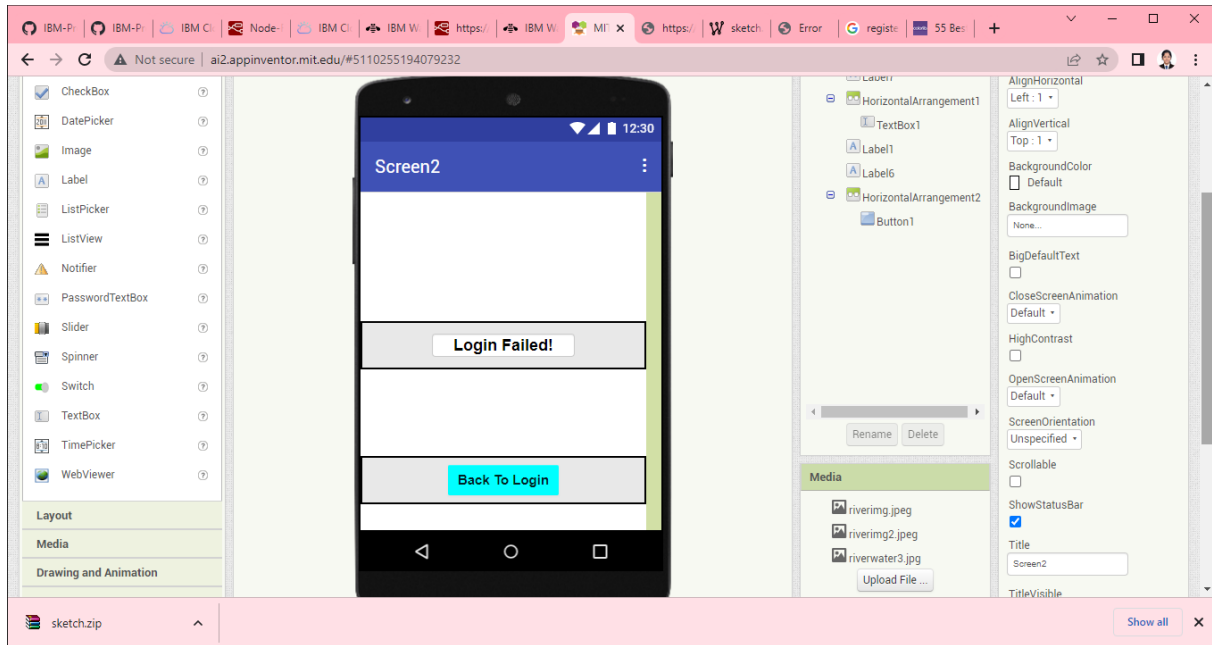 IBM-Pr
IBM-Pr
IBM Cl
Node-
IBM Cl
IBM W
https:/
IBM W
MIT
https:/
sketch.
Error
registe
55 Bes
Not secure
ai2.appinventor.mit.edu/#5110255194079232
CheckBox
DatePicker
Image
Label
ListPicker
ListView
Notifier
PasswordTextBox
Slider
Spinner
Switch
TextBox
TimePicker
WebViewer
Layout
Media
Drawing and Animation
12:30
Screen2
Login Failed!
Back To Login
Label7
HorizontalArrangement1
TextBox1
Label1
Label6
HorizontalArrangement2
Button1
Rename Delete
Media
riverimg.jpeg
riverimg2.jpeg
riverwater3.jpg
Upload File ...
AlignHorizontal
Left : 1
AlignVertical
Top : 1
BackgroundColor
Default
BackgroundImage
None...
BigDefaultText
CloseScreenAnimation
Default
HighContrast
OpenScreenAnimation
Default
ScreenOrientation
Unspecified
Scrollable
ShowStatusBar
Title
Screen2
TitleVisible
sketch.zip
Show all